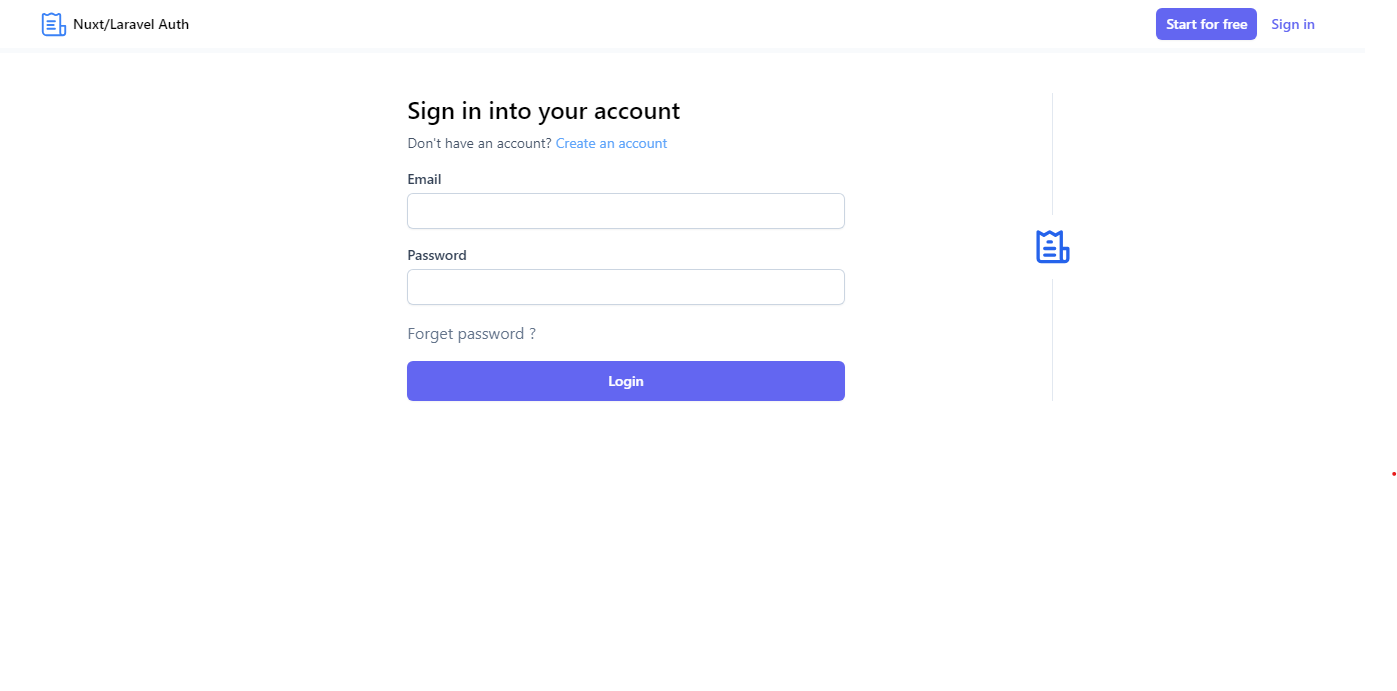 Nuxt/Laravel Auth
Start for free
Sign in
Sign in into your account
Don't have an account? Create an account
Email
Password
Forget password ?
Login